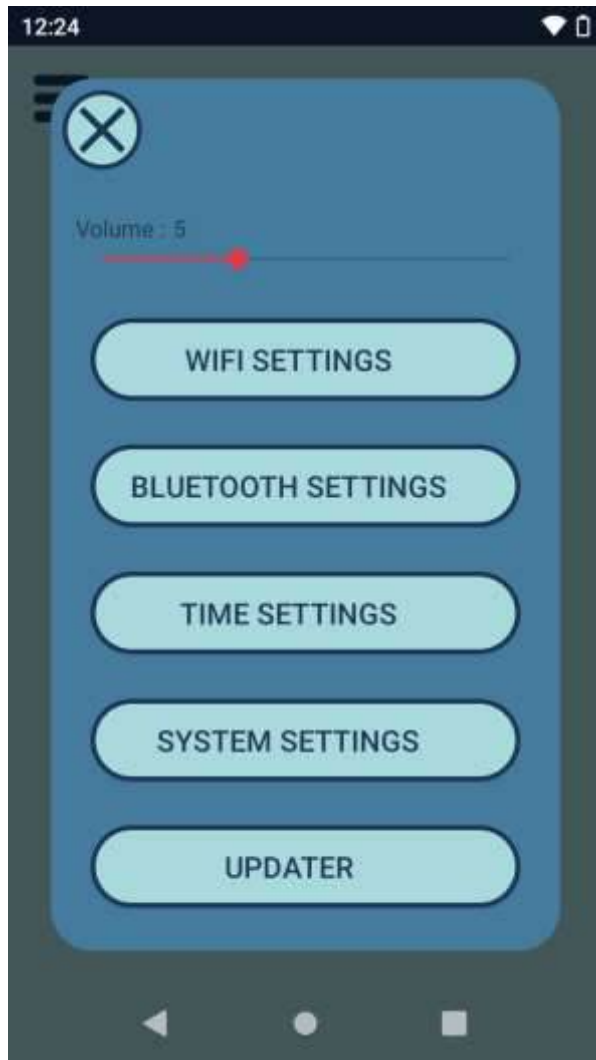 12:24
Volume : 5
WIFI SETTINGS
BLUETOOTH SETTINGS
TIME SETTINGS
SYSTEM SETTINGS
UPDATER